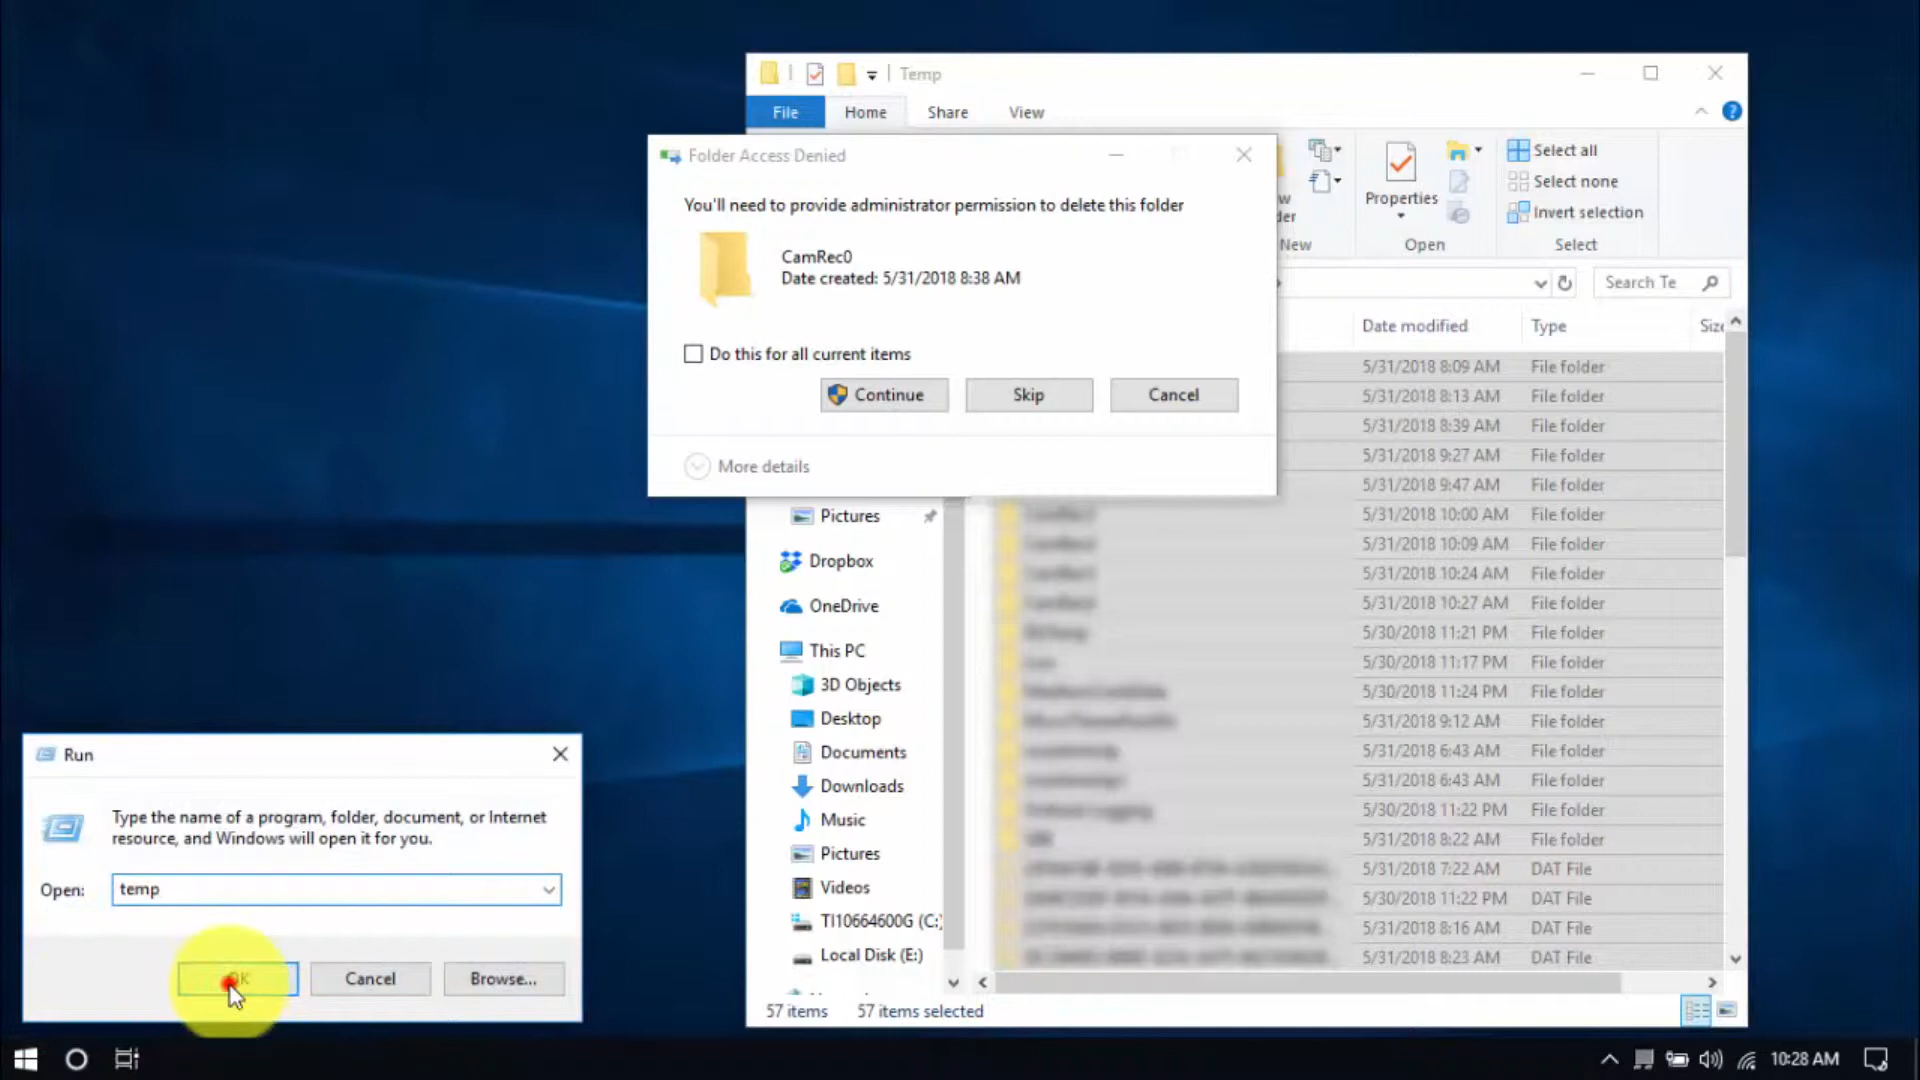 Temp
File
Home
Share
View
Folder Access Denied
You'll need to provide administrator permission to delete this folder
CamRec0
Date created: 5/31/2018 8:38 AM
Do this for all current items
Continue
Skip
Cancel
More details
Properties
Select all
Select none
Invert selection
New
Open
Select
Search Te
Date modified
Type
Size
5/31/2018 8:09 AM File folder
5/31/2018 8:13 AM File folder
5/31/2018 8:39 AM File folder
5/31/2018 9:27 AM File folder
5/31/2018 9:47 AM File folder
5/31/2018 10:00 AM File folder
5/31/2018 10:09 AM File folder
5/31/2018 10:24 AM File folder
5/31/2018 10:27 AM File folder
5/30/2018 11:21 PM File folder
5/30/2018 11:17 PM File folder
5/30/2018 11:24 PM File folder
5/31/2018 9:12 AM File folder
5/31/2018 6:43 AM File folder
5/31/2018 6:43 AM File folder
5/30/2018 11:22 PM File folder
5/31/2018 8:22 AM File folder
5/31/2018 7:22 AM DAT File
5/30/2018 11:22 PM DAT File
5/31/2018 8:16 AM DAT File
5/31/2018 8:23 AM DAT File
Pictures
Dropbox
OneDrive
This PC
3D Objects
Desktop
Documents
Downloads
Music
Pictures
Videos
TI10664600G (C:)
Local Disk (E:)
57 items 57 items selected
Run
Type the name of a program, folder, document, or Internet
resource, and Windows will open it for you.
Open: temp
OK
Cancel
Browse...
10:28 AM